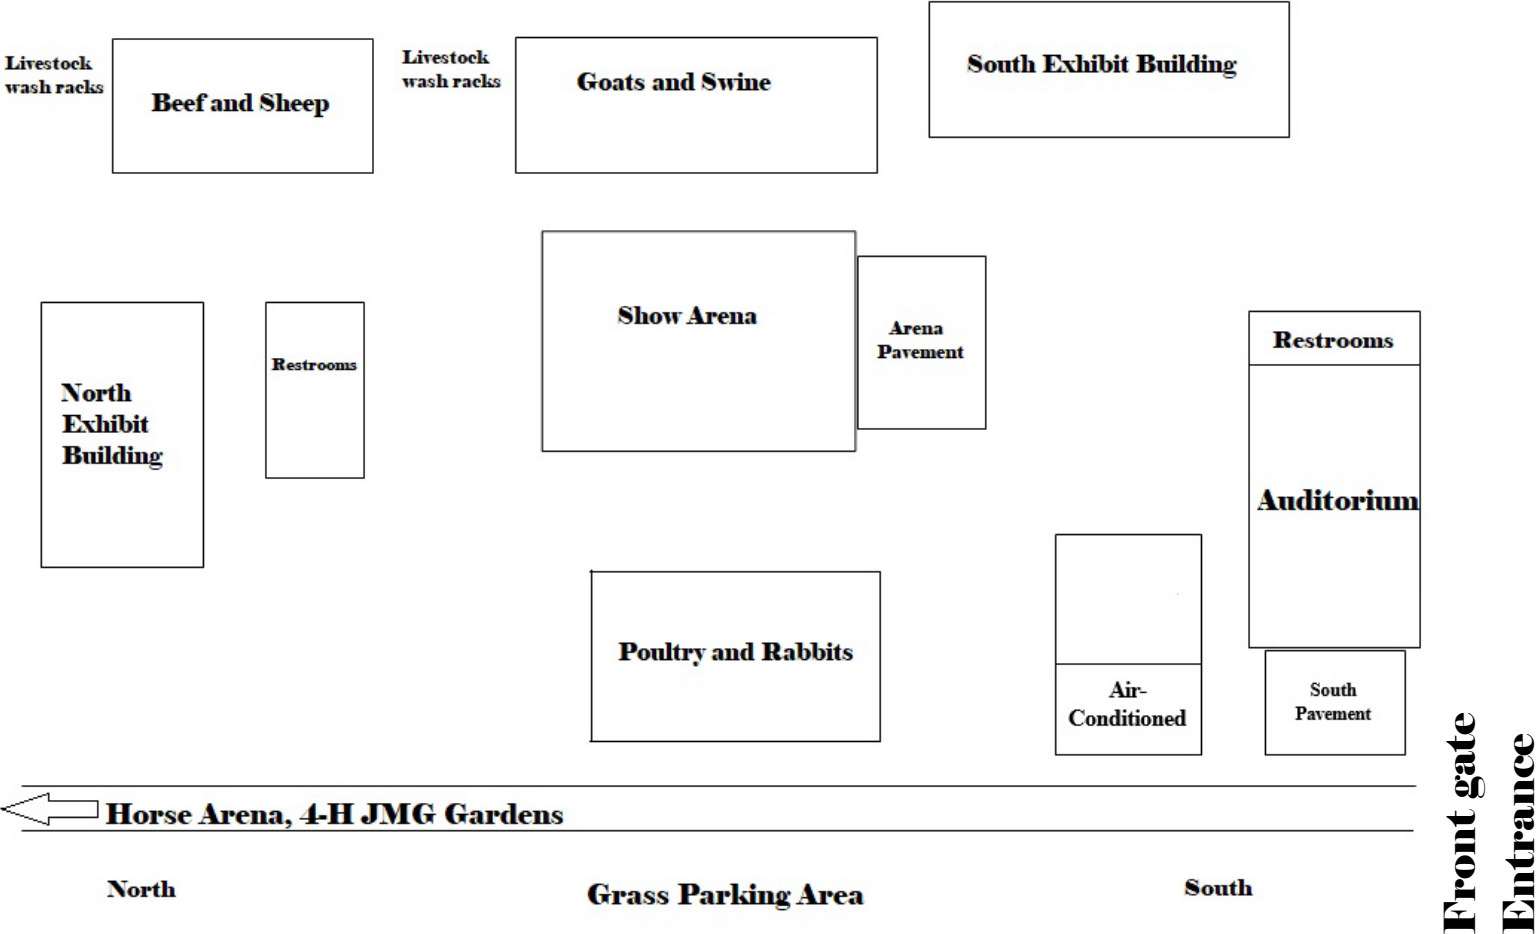 Livestock
wash racks
Beef and Sheep
Livestock
wash racks
Goats and Swine
South Exhibit Building
North
Exhibit
Building
Restrooms
Show Arena
Arena
Pavement
Restrooms
Auditorium
Poultry and Rabbits
Air-
Conditioned
South
Pavement
Horse Arena, 4-H JMG Gardens
North
Grass Parking Area
South
Front gate
Entrance